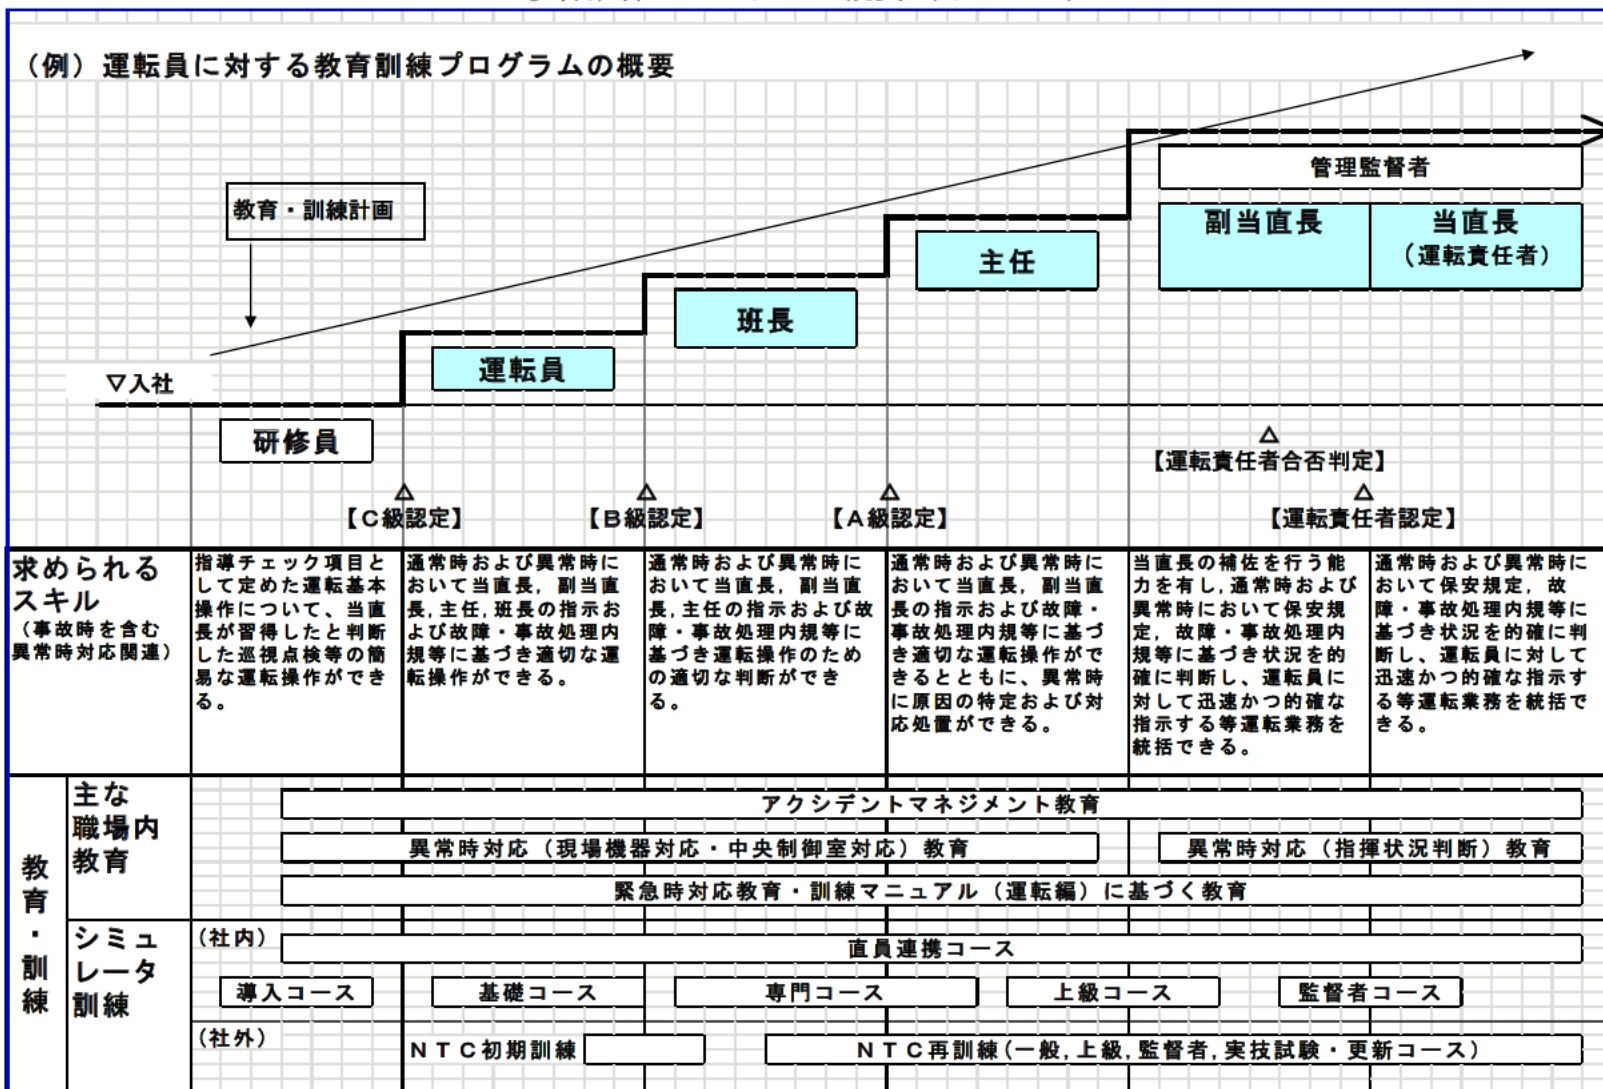 （例）運転員に対する教育訓練プログラムの概要
管理監督者
教育・訓練計画
副当直長
当直長
（運転責任者）
主任
班長
運転員
▽入社
研修員
△
【運転責任者合否判定】
△
【Ｃ級認定】
△
【Ｂ級認定】
△
【Ａ級認定】
△
【運転責任者認定】
求められる
スキル
（事故時を含む
異常時対応関連）
指導チェック項目と
して定めた運転基本
操作について、当直
長が習得したと判断
した巡視点検等の簡
易な運転操作ができ
る。
通常時および異常時に
おいて当直長，副当直
長，主任，班長の指示お
よび故障・事故処理内
規等に基づき適切な運
転操作ができる。
通常時および異常時に
おいて当直長，副当直
長，主任の指示および故
障・事故処理内規等に
基づき運転操作のため
の適切な判断ができ
る。
通常時および異常時に
おいて当直長，副当直
長の指示および故障・
事故処理内規等に基づ
き適切な運転操作がで
きるとともに、異常時
に原因の特定および対
応処置ができる。
当直長の補佐を行う能
力を有し，通常時および
異常時において保安規
定，故障・事故処理内
規等に基づき状況を的
確に判断し、運転員に
対して迅速かつ的確な
指示する等運転業務を
統括できる。
通常時および異常時に
おいて保安規定，故
障・事故処理内規等に
基づき状況を的確に判
断し、運転員に対して
迅速かつ的確な指示す
る等運転業務を統括で
きる。
教育・訓練
主な
職場内
教育
アクシデントマネジメント教育
異常時対応（現場機器対応・中央制御室対応）教育
異常時対応（指揮状況判断）教育
緊急時対応教育・訓練マニュアル（運転編）に基づく教育
シミュ
レータ
訓練
（社内）
直員連携コース
導入コース
基礎コース
専門コース
上級コース
監督者コース
（社外）
ＮＴＣ初期訓練
ＮＴＣ再訓練（一般，上級，監督者，実技試験・更新コース）